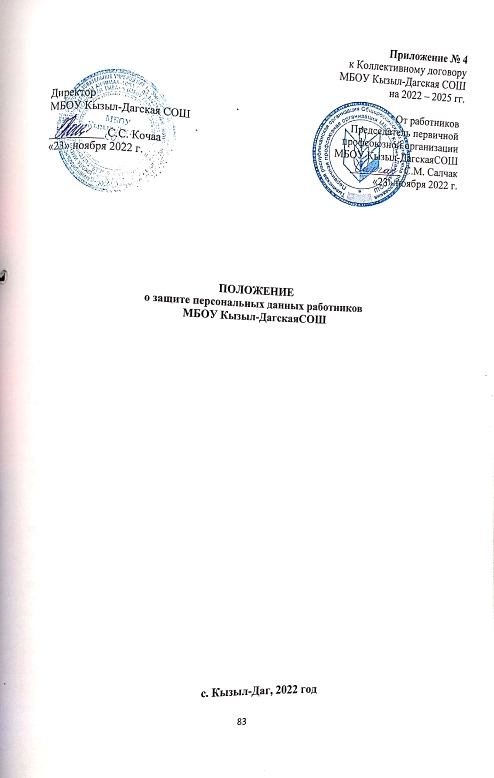 Приложение № 4
к Коллективному договору
МБОУ Кызыл-Дагская СОШ
на 2022 – 2025 гг.
Директор
МБОУ Кызыл-Дагская СОШ
С.С. Кочаа
«23» ноября 2022 г.
МБОУ
От работников
Председатель первичной
профсоюзной организации
МБОУ Кызыл-ДагскаяСОШ
С.М. Салчак
«23» ноября 2022 г.
ПОЛОЖЕНИЕ
о защите персональных данных работников
МБОУ Кызыл-ДагскаяСОШ
с. Кызыл-Даг, 2022 год
83